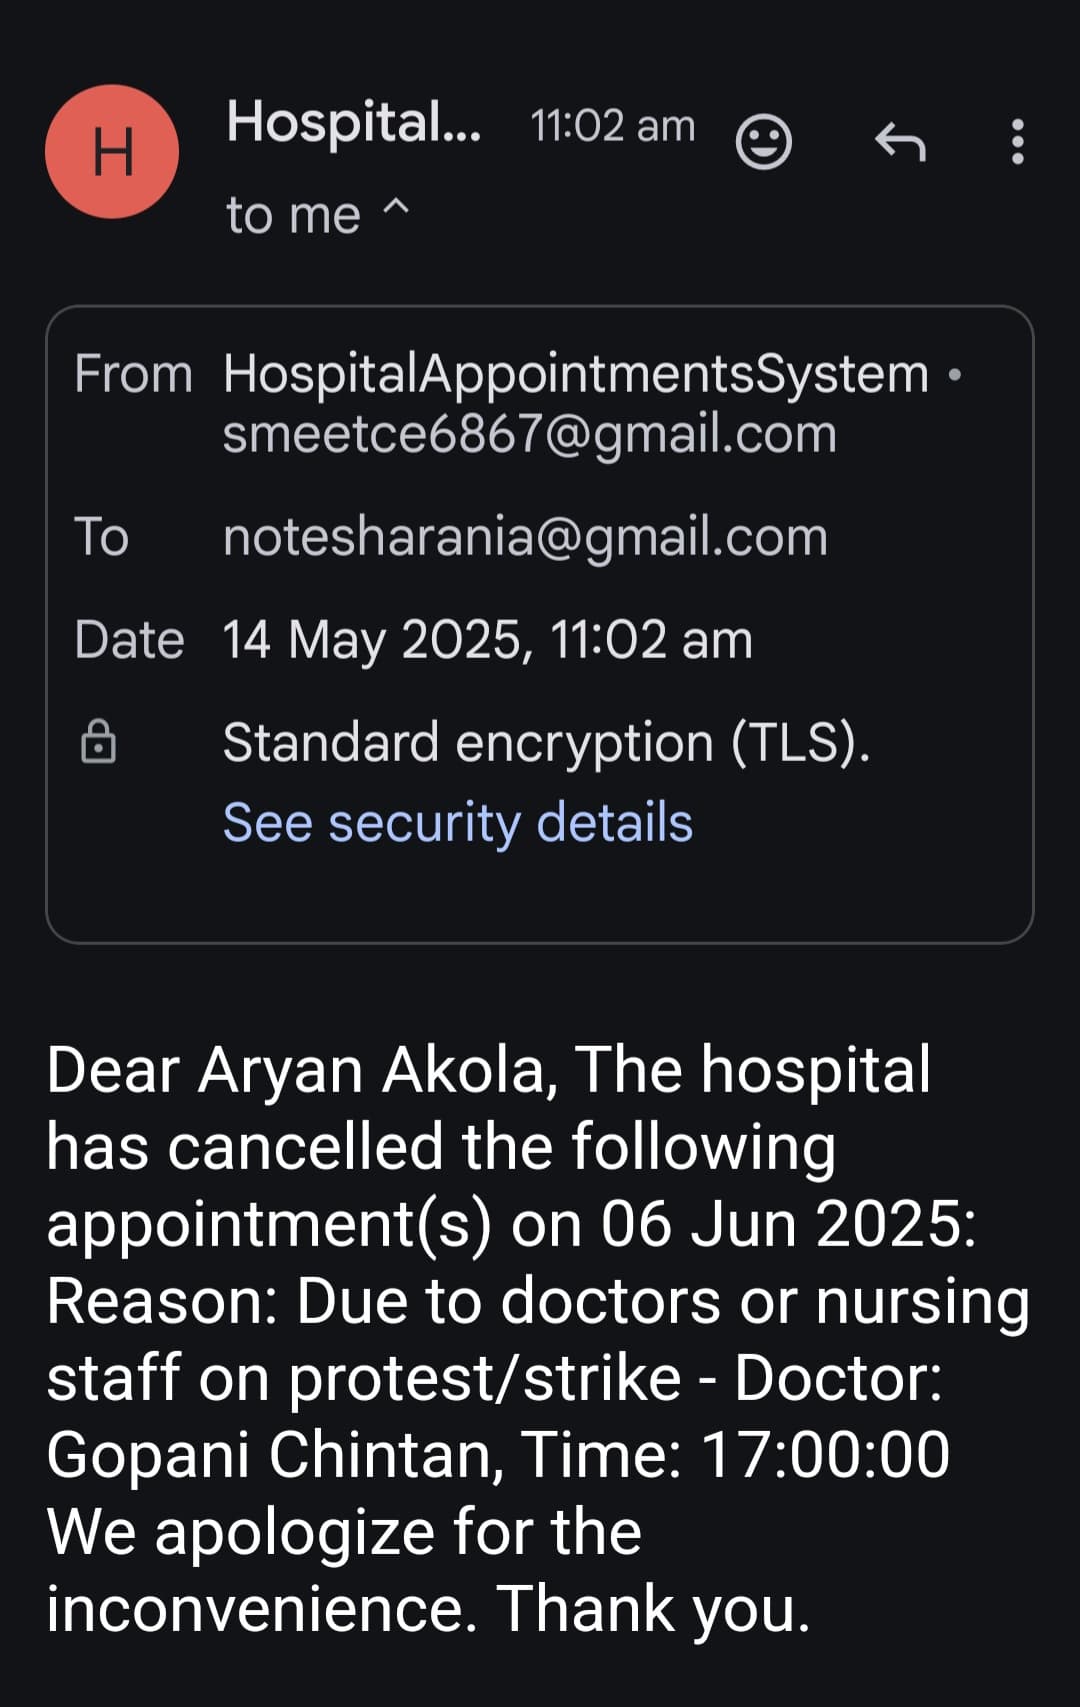 H
Hospital... 11:02 am
to me
From HospitalAppointmentsSystem •
smeetce6867@gmail.com
To notesharania@gmail.com
Date 14 May 2025, 11:02 am
Standard encryption (TLS).
See security details
Dear Aryan Akola, The hospital
has cancelled the following
appointment(s) on 06 Jun 2025:
Reason: Due to doctors or nursing
staff on protest/strike - Doctor:
Gopani Chintan, Time: 17:00:00
We apologize for the
inconvenience. Thank you.